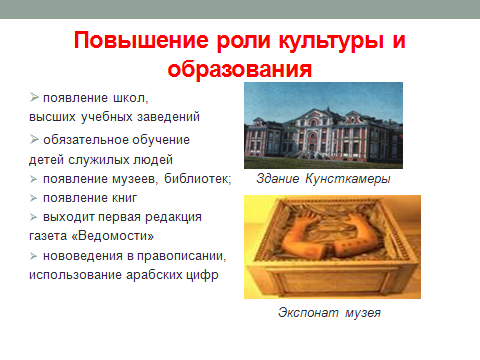 Повышение роли культуры и
образования
появление школ,
высших учебных заведений
обязательное обучение
детей служилых людей
появление музеев, библиотек;
появление книг
выходит первая редакция
газета «Ведомости»
нововедения в правописании,
использование арабских цифр
Здание Кунсткамеры
Экспонат музея